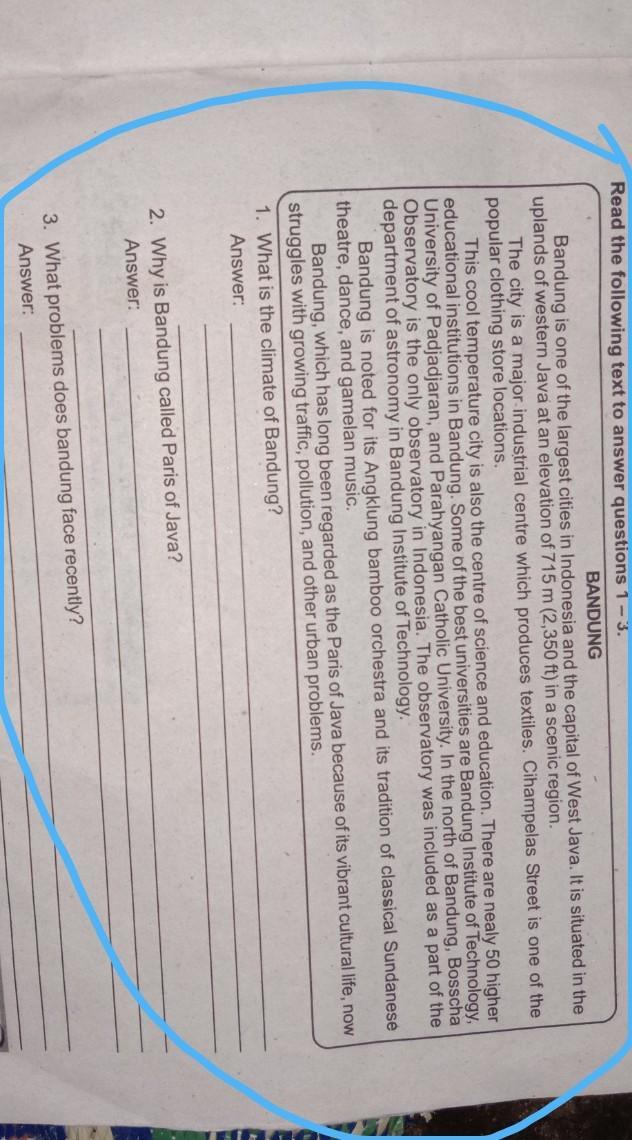 Read the following text to answer questions 1 – 3.
BANDUNG
Bandung is one of the largest cities in Indonesia and the capital of West Java. It is situated in the
uplands of western Java at an elevation of 715 m (2,350 ft) in a scenic region.
The city is a major industrial centre which produces textiles. Cihampelas Street is one of the
popular clothing store locations.
This cool temperature city is also the centre of science and education. There are nealy 50 higher
educational institutions in Bandung. Some of the best universities are Bandung Institute of Technology,
University of Padjadjaran, and Parahyangan Catholic University. In the north of Bandung, Bosscha
Observatory is the only observatory in Indonesia. The observatory was included as a part of the
department of astronomy in Bandung Institute of Technology.
Bandung is noted for its Angklung bamboo orchestra and its tradition of classical Sundanese
theatre, dance, and gamelan music.
Bandung, which has long been regarded as the Paris of Java because of its vibrant cultural life, now
struggles with growing traffic, pollution, and other urban problems.
1. What is the climate of Bandung?
Answer:
2. Why is Bandung called Paris of Java?
Answer:
3. What problems does bandung face recently?
Answer: